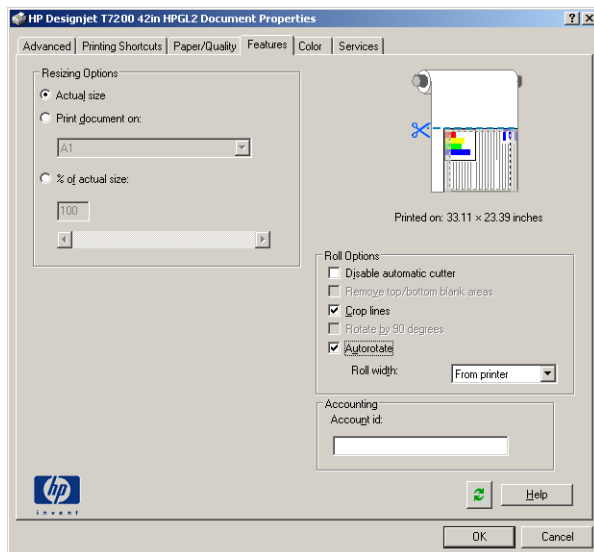 HP Designjet T7200 42in HPGL2 Document Properties
? X
Advanced Printing Shortcuts Paper/Quality Features Color Services
Resizing Options
Actual size
Print document on:
A1
% of actual size:
100
Printed on: 33.11 × 23.39 inches
Roll Options
Disable automatic cutter
Remove top/bottom blank areas
Crop lines
Rotate by 90 degrees
Autorotate
Roll width: From printer
Accounting
Account id:
hp
invent
Help
OK Cancel